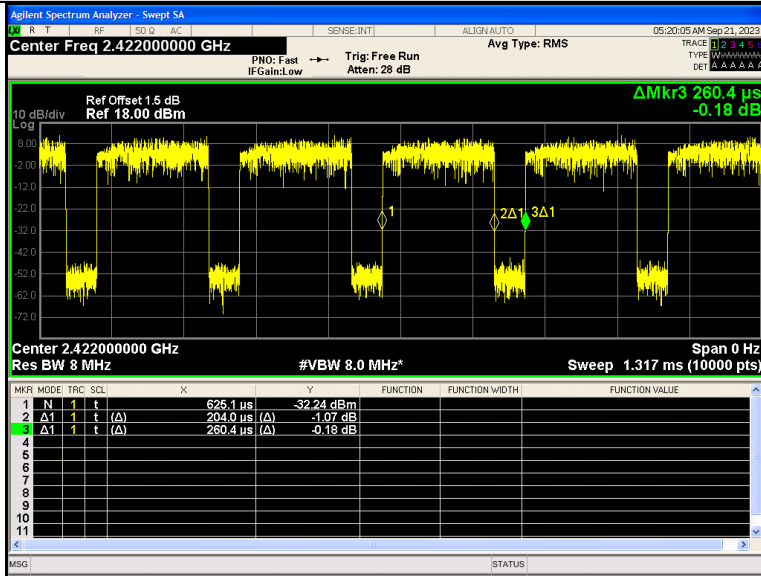 Agilent Spectrum Analyzer - Swept SA
LXI R T RF 50 Ω AC SENSE:INT ALIGN AUTO 05:20:05 AM Sep 21, 2023
Center Freq 2.422000000 GHz Avg Type: RMS TRACE 1 2 3 4 5 6
PNO: Fast Trig: Free Run TYPE
IFGain:Low Atten: 28 dB DET A A A A A
ΔMkr3 260.4 µs
-0.18 dB
Ref Offset 1.5 dB
10 dB/div Ref 18.00 dBm
Log
8.00
-2.00
-12.0
-22.0
1 2Δ1 3Δ1
-32.0
-42.0
-52.0
-62.0
-72.0
Center 2.422000000 GHz Span 0 Hz
Res BW 8 MHz #VBW 8.0 MHz* Sweep 1.317 ms (10000 pts)
MKR MODE TRC SCL X Y FUNCTION FUNCTION WIDTH FUNCTION VALUE
1 N 1 t 625.1 µs -32.24 dBm
2 Δ1 1 t (Δ) 204.0 µs (Δ) -1.07 dB
3 Δ1 1 t (Δ) 260.4 µs (Δ) -0.18 dB
4
5
6
7
8
9
10
11
MSG STATUS